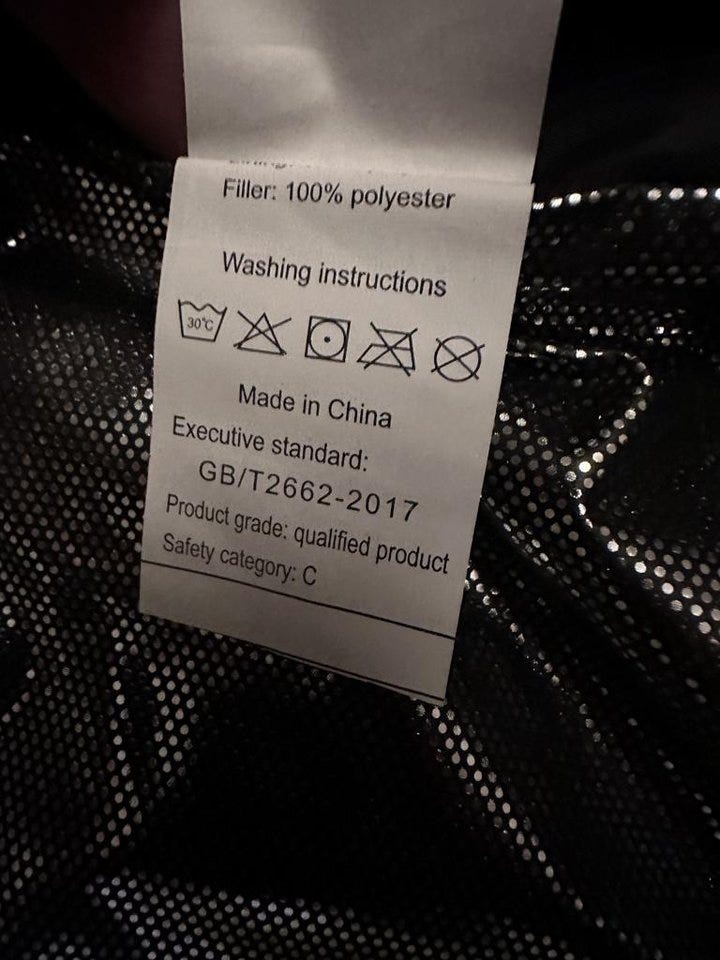 Filler: 100% polyester
Washing instructions
30°C
Made in China
Executive standard:
GB/T2662-2017
Product grade: qualified product
Safety category: C